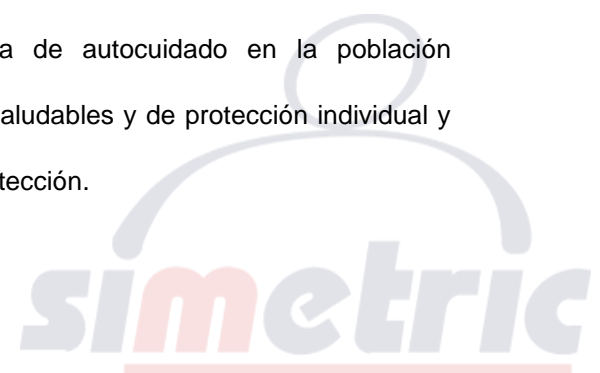 a de autocuidado en la población
aludables y de protección individual y
tección.
simetric